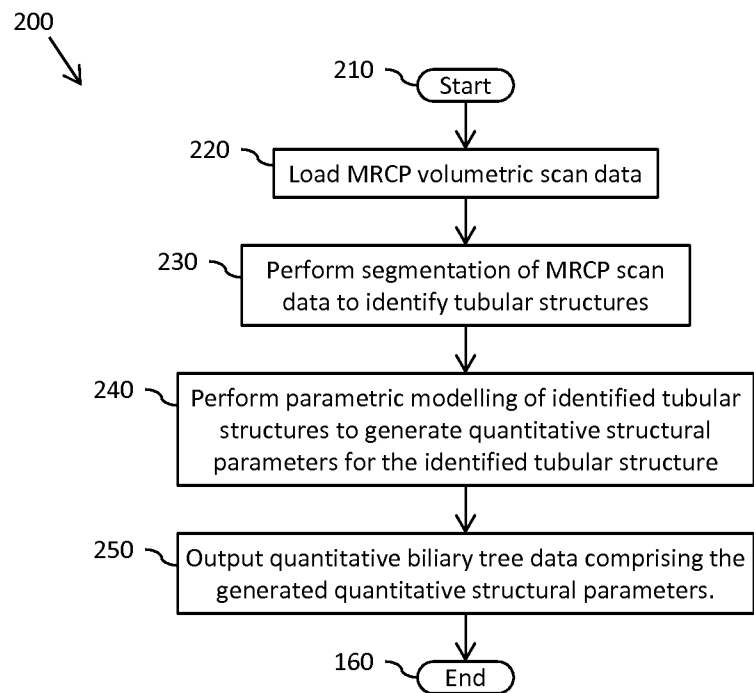 200
210
Start
220
Load MRCP volumetric scan data
230
Perform segmentation of MRCP scan
data to identify tubular structures
240
Perform parametric modelling of identified tubular
structures to generate quantitative structural
parameters for the identified tubular structure
250
Output quantitative biliary tree data comprising the
generated quantitative structural parameters.
160
End